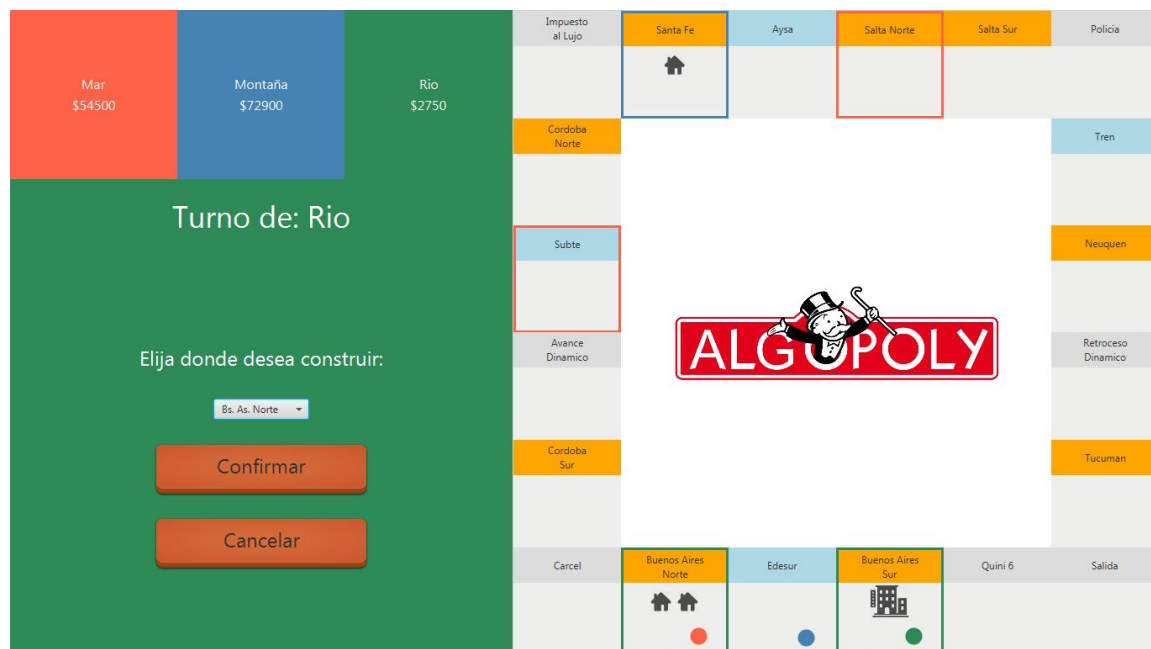 Mar
$54500
Montaña
$72900
Rio
$2750
Turno de: Rio
Elija donde desea construir:
Bs. As. Norte
Confirmar
Cancelar
Impuesto
al Lujo
Santa Fe
Aysa
Salta Norte
Salta Sur
Policia
Cordoba
Norte
Tren
Subte
Neuquen
ALGOPOLY
Avance
Dinamico
Retroceso
Dinamico
Cordoba
Sur
Tucuman
Carcel
Buenos Aires
Norte
Edesur
Buenos Aires
Sur
Quini 6
Salida